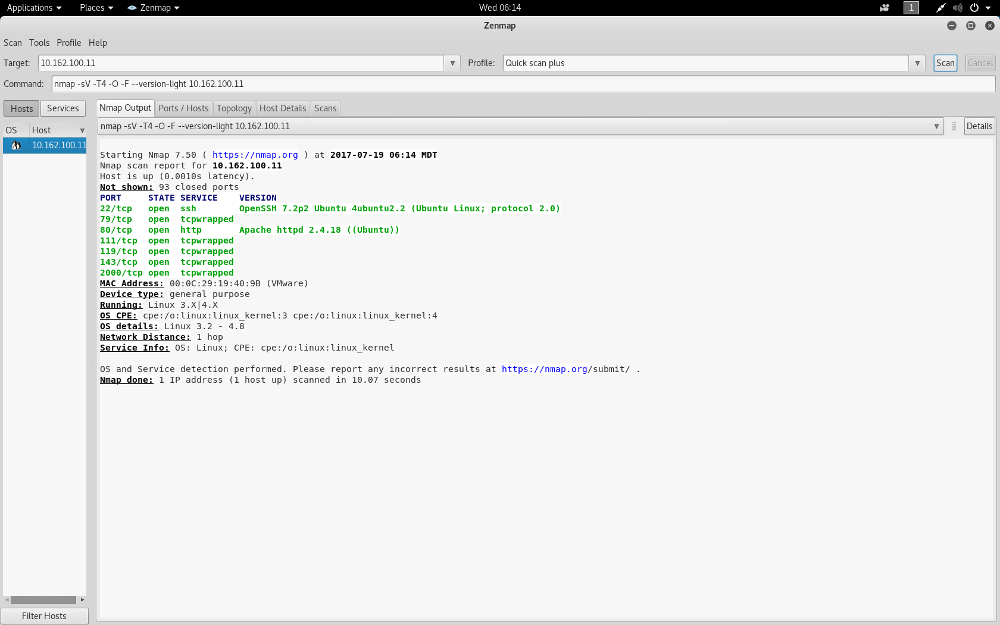 Applications Places Zenmap Wed 06:14 1
Zenmap
Scan Tools Profile Help
Target: 10.162.100.11 Profile: Quick scan plus Scan Cancel
Command: nmap -sV -T4 -O -F --version-light 10.162.100.11
Hosts Services Nmap Output Ports / Hosts Topology Host Details Scans
OS Host nmap -sV -T4 -O -F --version-light 10.162.100.11 Details
10.162.100.11
Starting Nmap 7.50 ( https://nmap.org ) at 2017-07-19 06:14 MDT
Nmap scan report for 10.162.100.11
Host is up (0.0010s latency).
Not shown: 93 closed ports
PORT STATE SERVICE VERSION
22/tcp open ssh OpenSSH 7.2p2 Ubuntu 4ubuntu2.2 (Ubuntu Linux; protocol 2.0)
79/tcp open tcpwrapped
80/tcp open http Apache httpd 2.4.18 ((Ubuntu))
111/tcp open tcpwrapped
119/tcp open tcpwrapped
143/tcp open tcpwrapped
2000/tcp open tcpwrapped
MAC Address: 00:0C:29:19:40:9B (VMware)
Device type: general purpose
Running: Linux 3.X|4.X
OS CPE: cpe:/o:linux:linux_kernel:3 cpe:/o:linux:linux_kernel:4
OS details: Linux 3.2 - 4.8
Network Distance: 1 hop
Service Info: OS: Linux; CPE: cpe:/o:linux:linux_kernel
OS and Service detection performed. Please report any incorrect results at https://nmap.org/submit/ .
Nmap done: 1 IP address (1 host up) scanned in 10.07 seconds
Filter Hosts